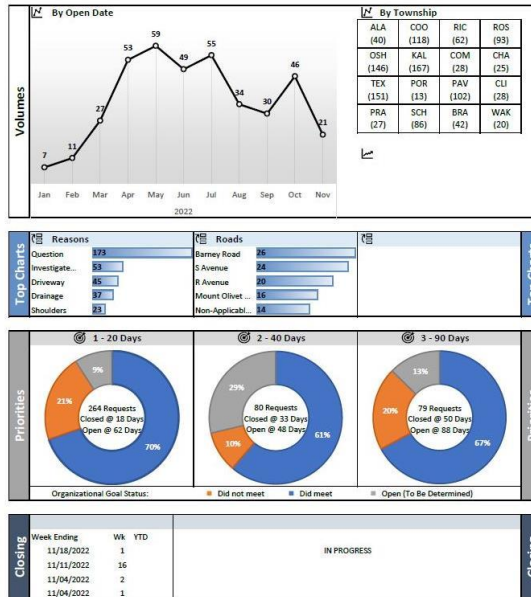 By Open Date
By Township
Volumes
7
11
27
53
59
49
55
34
30
46
21
Jan Feb Mar Apr May Jun Jul Aug Sep Oct Nov
2022
ALA COO RIC ROS
(40) (118) (62) (93)
OSH KAL COM CHA
(146) (167) (28) (25)
TEX POR PAV CLI
(151) (13) (102) (28)
PRA SCH BRA WAK
(27) (86) (42) (20)
Top Charts
Reasons
Question 173
Investigate... 53
Driveway 45
Drainage 37
Shoulders 23
Roads
Barney Road 26
S Avenue 24
R Avenue 20
Mount Olivet ... 16
Non-Applicabl... 14
Top Charts
Priorities
1 - 20 Days
9%
21%
70%
264 Requests
Closed @ 18 Days
Open @ 62 Days
2 - 40 Days
29%
10%
61%
80 Requests
Closed @ 33 Days
Open @ 48 Days
3 - 90 Days
13%
20%
67%
79 Requests
Closed @ 50 Days
Open @ 88 Days
Priorities
Organizational Goal Status: Did not meet Did meet Open (To Be Determined)
Closing
Week Ending Wk YTD
11/18/2022 1
11/11/2022 16
11/04/2022 2
11/04/2022 1
IN PROGRESS
Closing